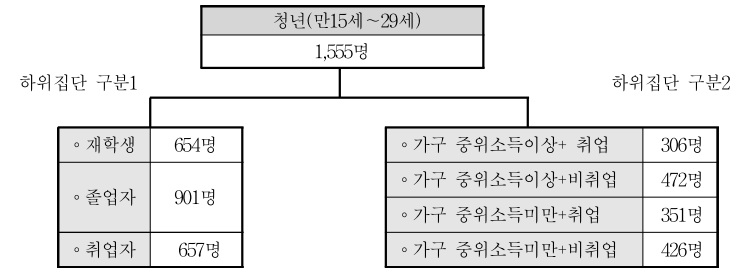 청년(만15세~29세)
1,555명
하위집단 구분1
하위집단 구분2
◦재학생 654명
◦졸업자 901명
◦취업자 657명
◦가구 중위소득이상+ 취업 306명
◦가구 중위소득이상+비취업 472명
◦가구 중위소득미만+취업 351명
◦가구 중위소득미만+비취업 426명